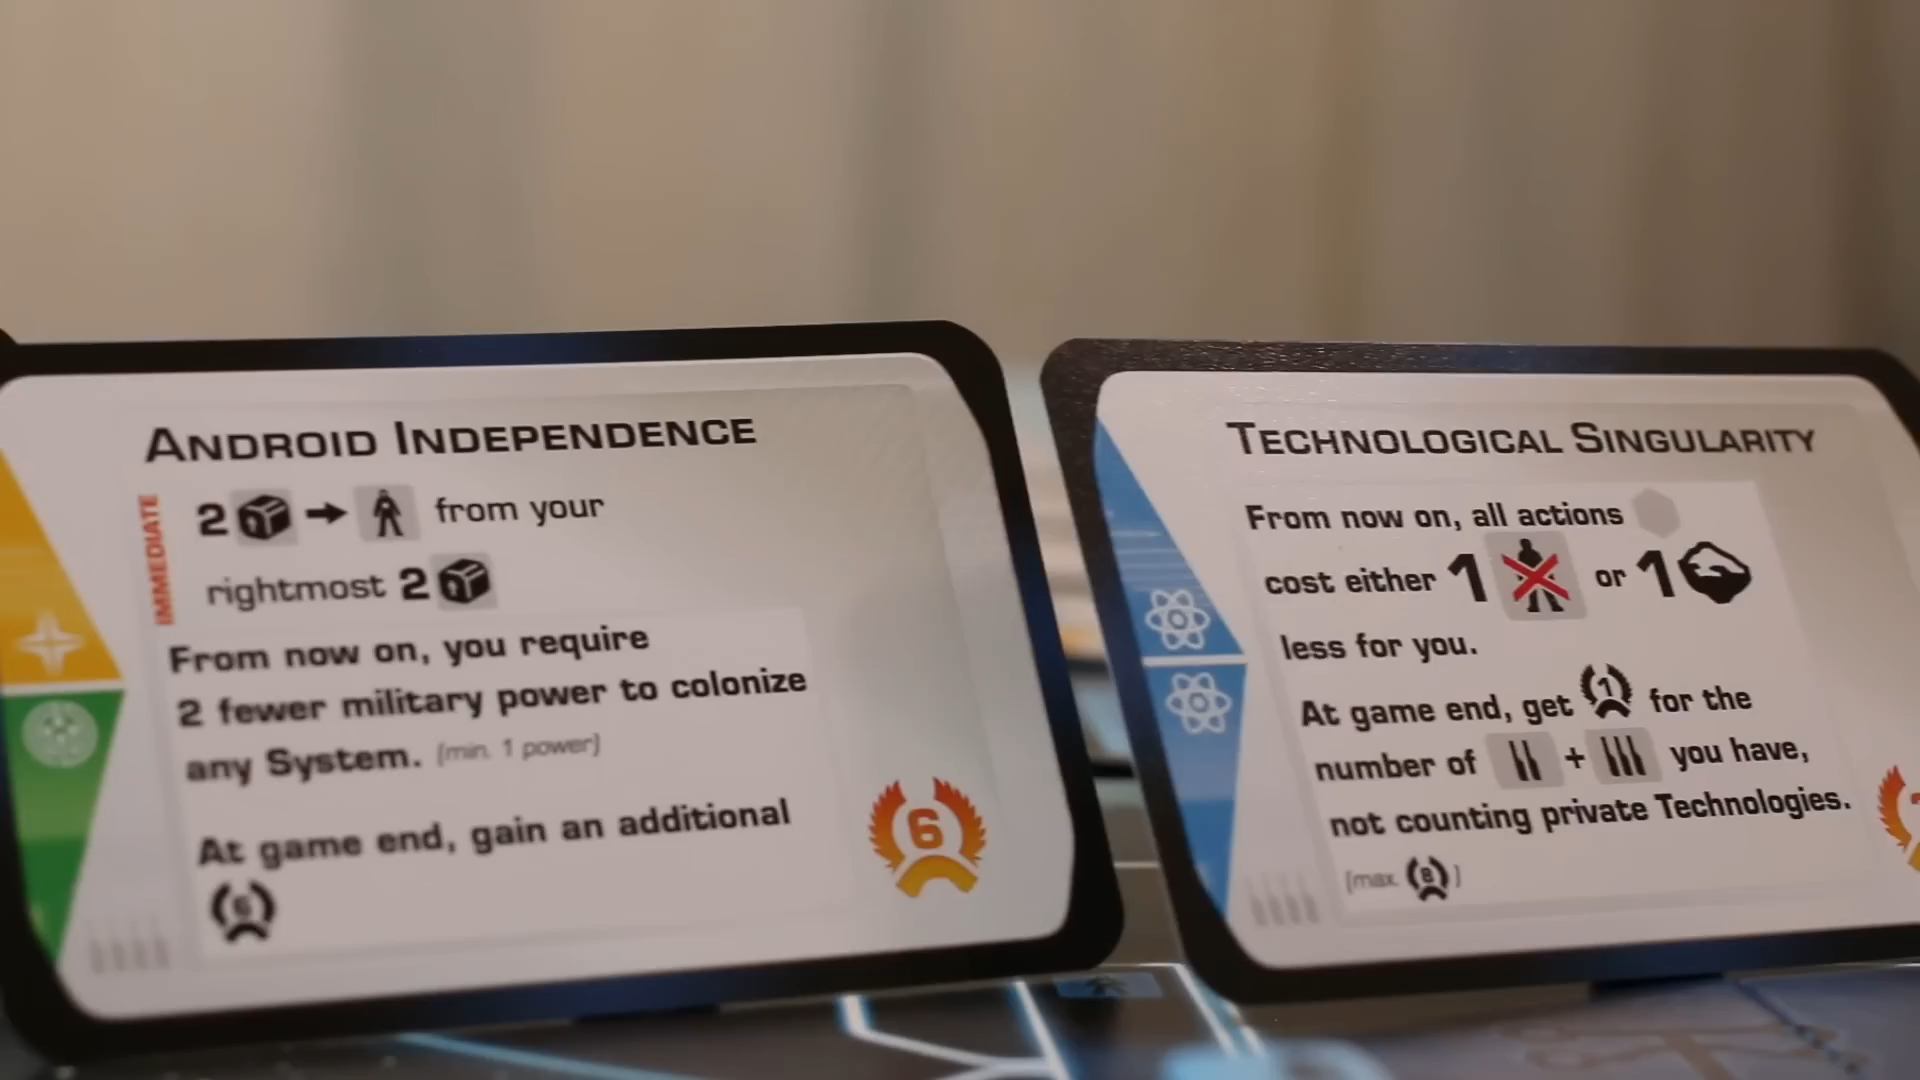 ANDROID INDEPENDENCE
IMMEDIATE
2 from your
rightmost 2
From now on, you require
2 fewer military power to colonize
any System. (min. 1 power)
At game end, gain an additional
6
6
TECHNOLOGICAL SINGULARITY
From now on, all actions
cost either 1 or 1
less for you.
At game end, get 1 for the
number of + you have,
not counting private Technologies.
(max. 8)